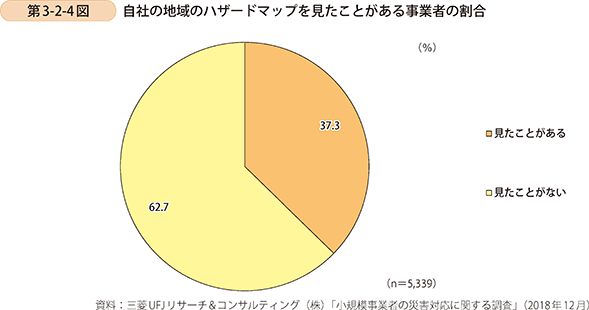 第3-2-4図 自社の地域のハザードマップを見たことがある事業者の割合
(%)
37.3
見たことがある
見たことがない
62.7
(n=5,339)
資料：三菱UFJリサーチ＆コンサルティング（株）「小規模事業者の災害対応に関する調査」（2018年12月）